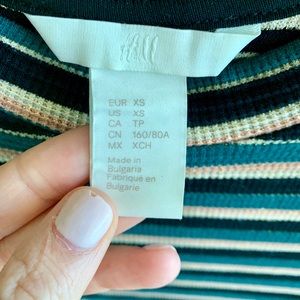 H&M
EUR XS
US XS
CA TP
CN 160/80A
MX XCH
Made in
Bulgaria
Fabriqué en
Bulgarie